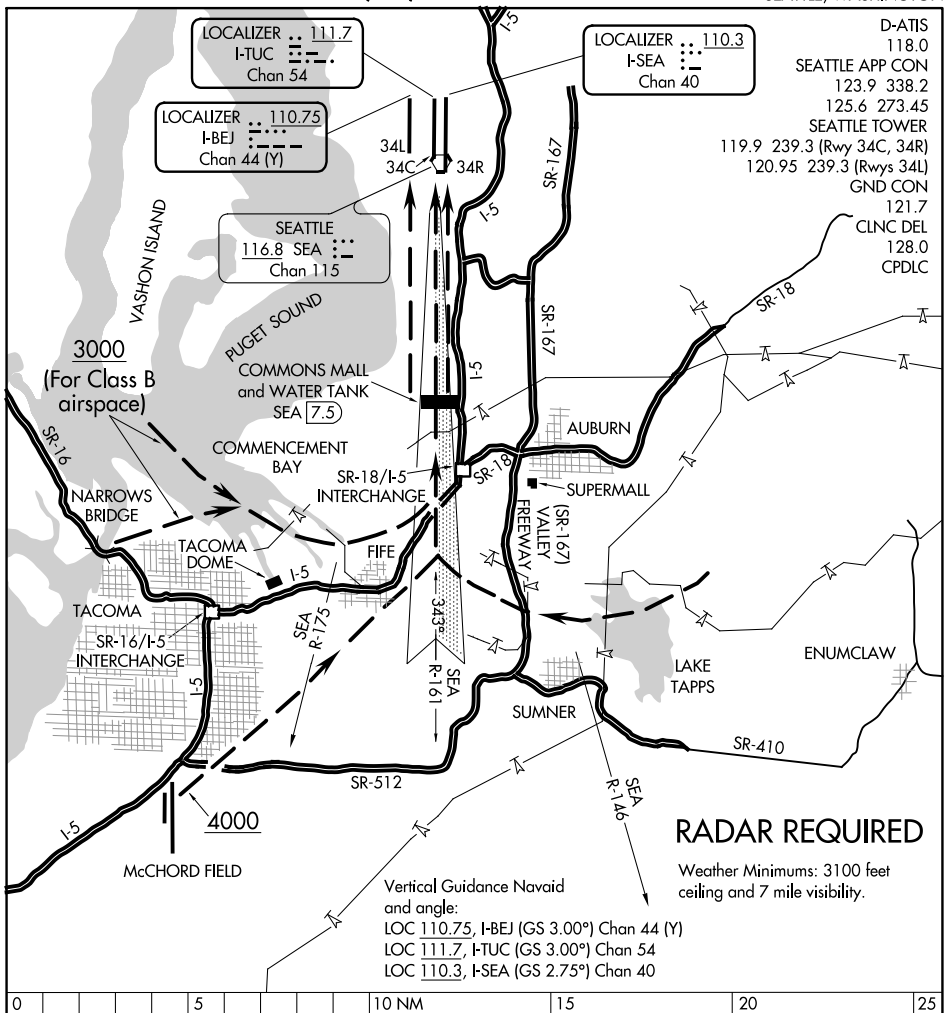 SEATTLE, WASHINGTON
LOCALIZER 111.7
I-TUC
Chan 54
LOCALIZER 110.3
I-SEA
Chan 40
D-ATIS
118.0
SEATTLE APP CON
123.9 338.2
125.6 273.45
SEATTLE TOWER
119.9 239.3 (Rwy 34C, 34R)
120.95 239.3 (Rwys 34L)
GND CON
121.7
CLNC DEL
128.0
CPDLC
LOCALIZER 110.75
I-BEJ
Chan 44 (Y)
34L
34C
34R
SEATTLE
116.8 SEA
Chan 115
I-5
SR-167
I-5
VASHON ISLAND
PUGET SOUND
SR-18
SR-167
I-5
3000
(For Class B
airspace)
COMMONS MALL
and WATER TANK
SEA 7.5
SR-16
COMMENCEMENT
BAY
AUBURN
SR-18/I-5
INTERCHANGE
SR-18
SUPERMALL
NARROWS
BRIDGE
TACOMA
DOME
FIFE
(SR-167)
VALLEY
FREEWAY
I-5
TACOMA
SR-16/I-5
INTERCHANGE
SEA
R-175
343°
SEA
R-161
LAKE
TAPPS
ENUMCLAW
I-5
SUMNER
SR-410
SR-512
SEA
R-146
I-5
4000
McCHORD FIELD
RADAR REQUIRED
Weather Minimums: 3100 feet
ceiling and 7 mile visibility.
Vertical Guidance Navaid
and angle:
LOC 110.75, I-BEJ (GS 3.00°) Chan 44 (Y)
LOC 111.7, I-TUC (GS 3.00°) Chan 54
LOC 110.3, I-SEA (GS 2.75°) Chan 40
0 5 10 NM 15 20 25